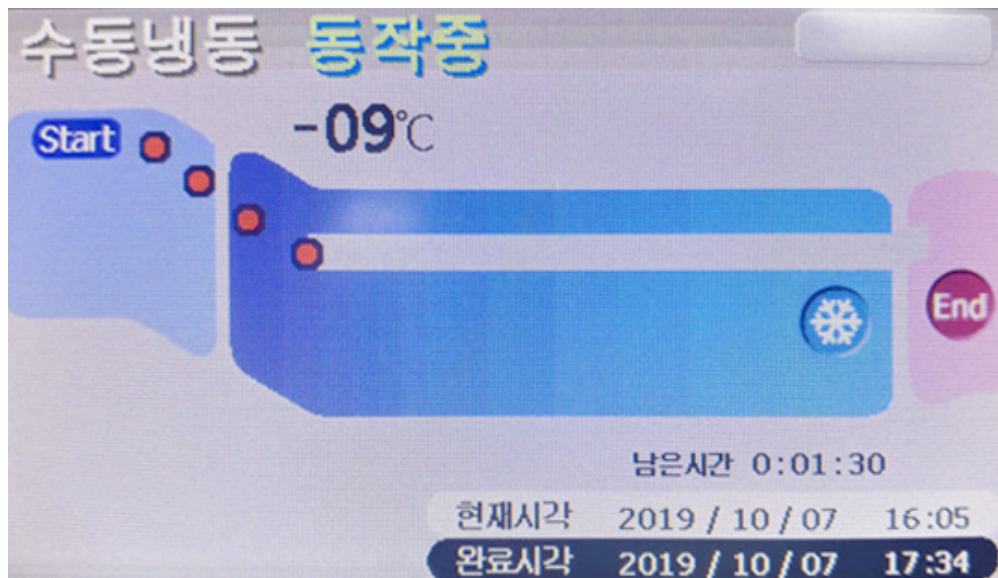 수동냉동 동작중
-09℃
Start
End
남은시간 0:01:30
현재시각 2019 / 10 / 07 16:05
완료시각 2019 / 10 / 07 17:34